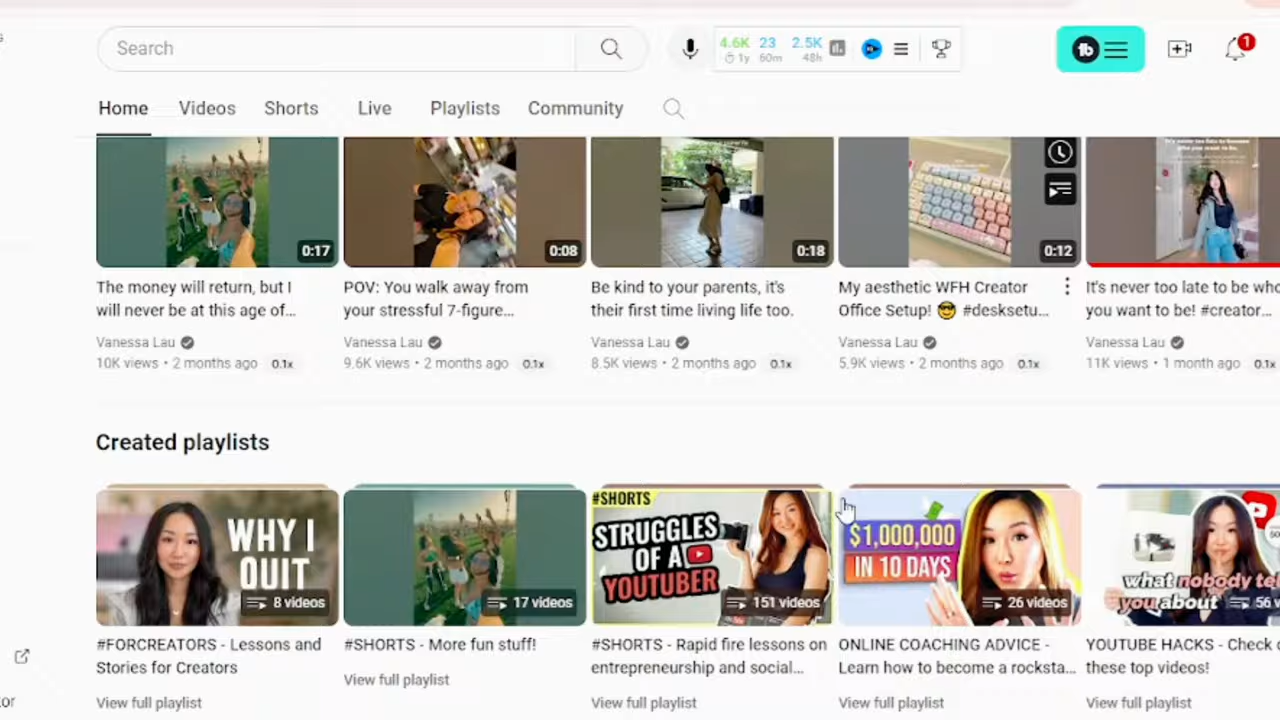 Search
4.6K 23 2.5K
1y 60m 48h
1
Home Videos Shorts Live Playlists Community
0:17
0:08
0:18
0:12
The money will return, but I
will never be at this age of...
Vanessa Lau
10K views • 2 months ago 0.1x
POV: You walk away from
your stressful 7-figure...
Vanessa Lau
9.6K views • 2 months ago 0.1x
Be kind to your parents, it's
their first time living life too.
Vanessa Lau
8.5K views • 2 months ago 0.1x
My aesthetic WFH Creator
Office Setup! 😎 #desksetu...
Vanessa Lau
5.9K views • 2 months ago 0.1x
It's never too late to be who
you want to be! #creator...
Vanessa Lau
11K views • 1 month ago 0.1x
Created playlists
WHY I
QUIT
8 videos
#FORCREATORS - Lessons and
Stories for Creators
View full playlist
17 videos
#SHORTS - More fun stuff!
View full playlist
#SHORTS
STRUGGLES
OF A
YOUTUBER
151 videos
#SHORTS - Rapid fire lessons on
entrepreneurship and social...
View full playlist
$1,000,000
IN 10 DAYS
26 videos
ONLINE COACHING ADVICE -
Learn how to become a rocksta...
View full playlist
what nobody tel
you about
56 v
YOUTUBE HACKS - Check o
these top videos!
View full playlist
tor